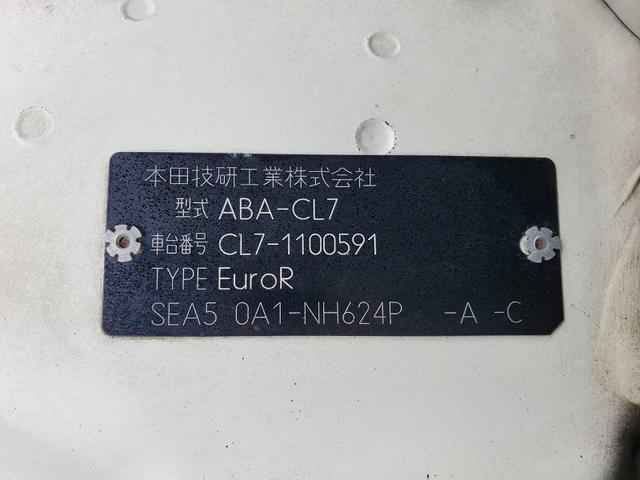 本田技研工業株式会社
型式 ABA-CL7
車台番号 CL7-1100591
TYPE EuroR
SEA5 0A1-NH624P -A -C